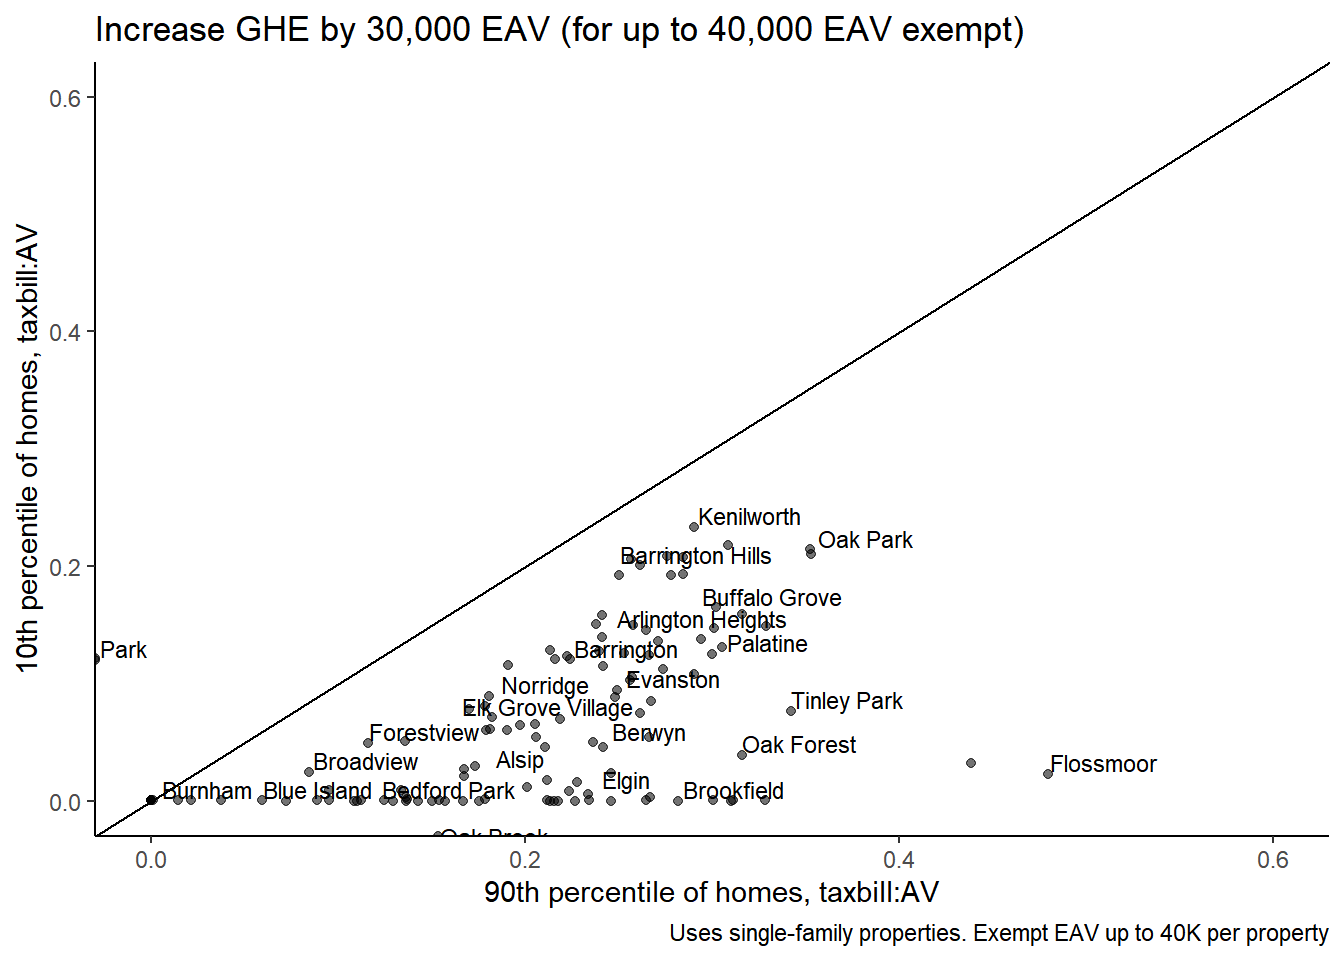 Increase GHE by 30,000 EAV (for up to 40,000 EAV exempt)
0.6
0.4
0.2
0.0
10th percentile of homes, taxbill:AV
Kenilworth
Oak Park
Barrington Hills
Buffalo Grove
Arlington Heights
Palatine
Park
Barrington
Evanston
Norridge
Tinley Park
Elk Grove Village
Forestview
Berwyn
Oak Forest
Broadview
Alsip
Flossmoor
Elgin
Burnham
Blue Island
Bedford Park
Brookfield
Oak Brook
0.0
0.2
0.4
0.6
90th percentile of homes, taxbill:AV
Uses single-family properties. Exempt EAV up to 40K per property